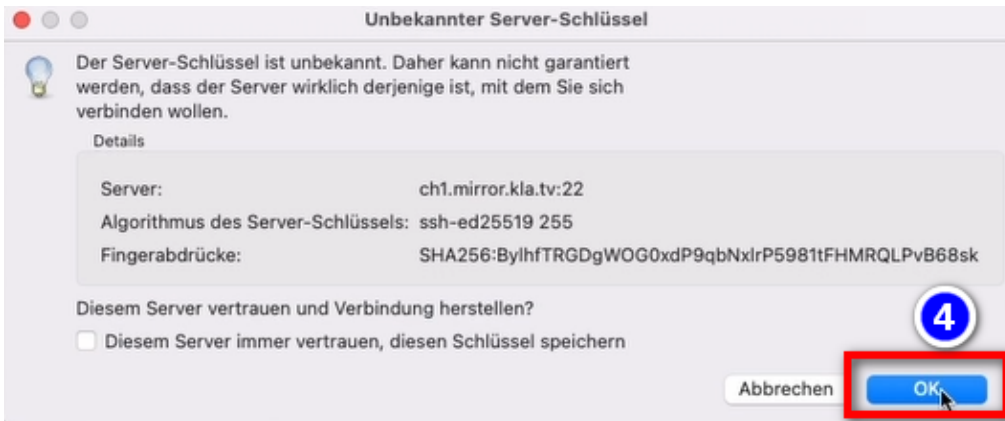 Unbekannter Server-Schlüssel
Der Server-Schlüssel ist unbekannt. Daher kann nicht garantiert
werden, dass der Server wirklich derjenige ist, mit dem Sie sich
verbinden wollen.
Details
Server: ch1.mirror.kla.tv:22
Algorithmus des Server-Schlüssels: ssh-ed25519 255
Fingerabdrücke: SHA256:BylhfTRGDgWOG0xdP9qbNxlrP5981tFHMRQLPvB68sk
Diesem Server vertrauen und Verbindung herstellen?
4
Diesem Server immer vertrauen, diesen Schlüssel speichern
Abbrechen OK